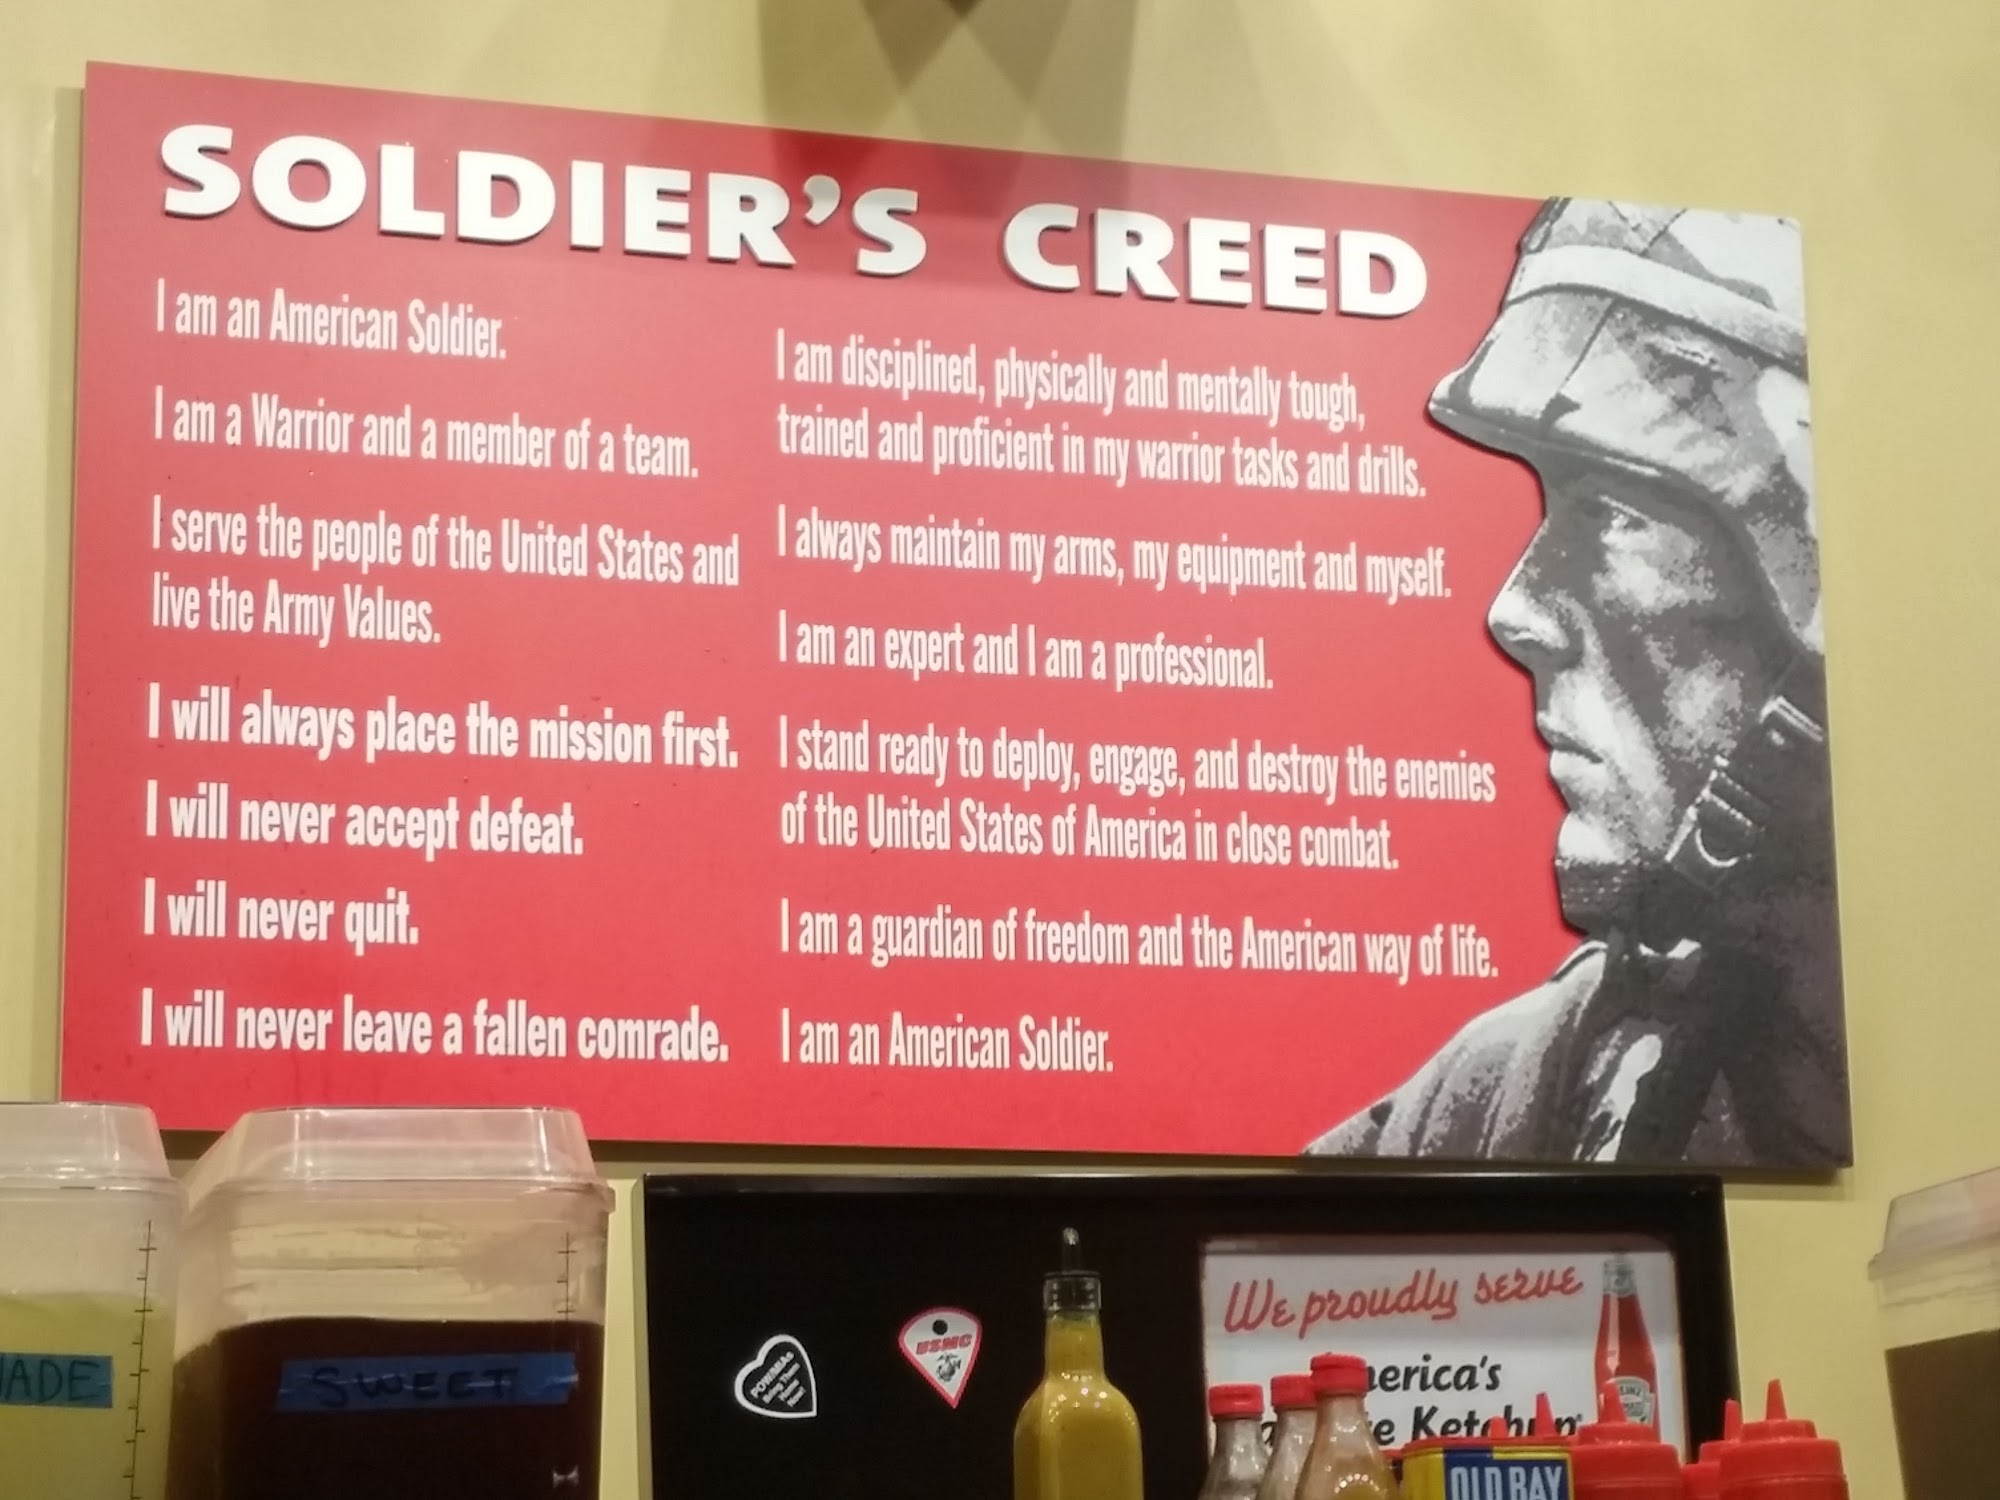 SOLDIER'S CREED
I am an American Soldier.
I am a Warrior and a member of a team.
I serve the people of the United States and
live the Army Values.
I will always place the mission first.
I will never accept defeat.
I will never quit.
I will never leave a fallen comrade.
I am disciplined, physically and mentally tough,
trained and proficient in my warrior tasks and drills.
I always maintain my arms, my equipment and myself.
I am an expert and I am a professional.
I stand ready to deploy, engage, and destroy the enemies
of the United States of America in close combat.
I am a guardian of freedom and the American way of life.
I am an American Soldier.
ADE
SWEET
USMC
We proudly serve
erica's
e Ketchup
HEINZ
OLD BAY